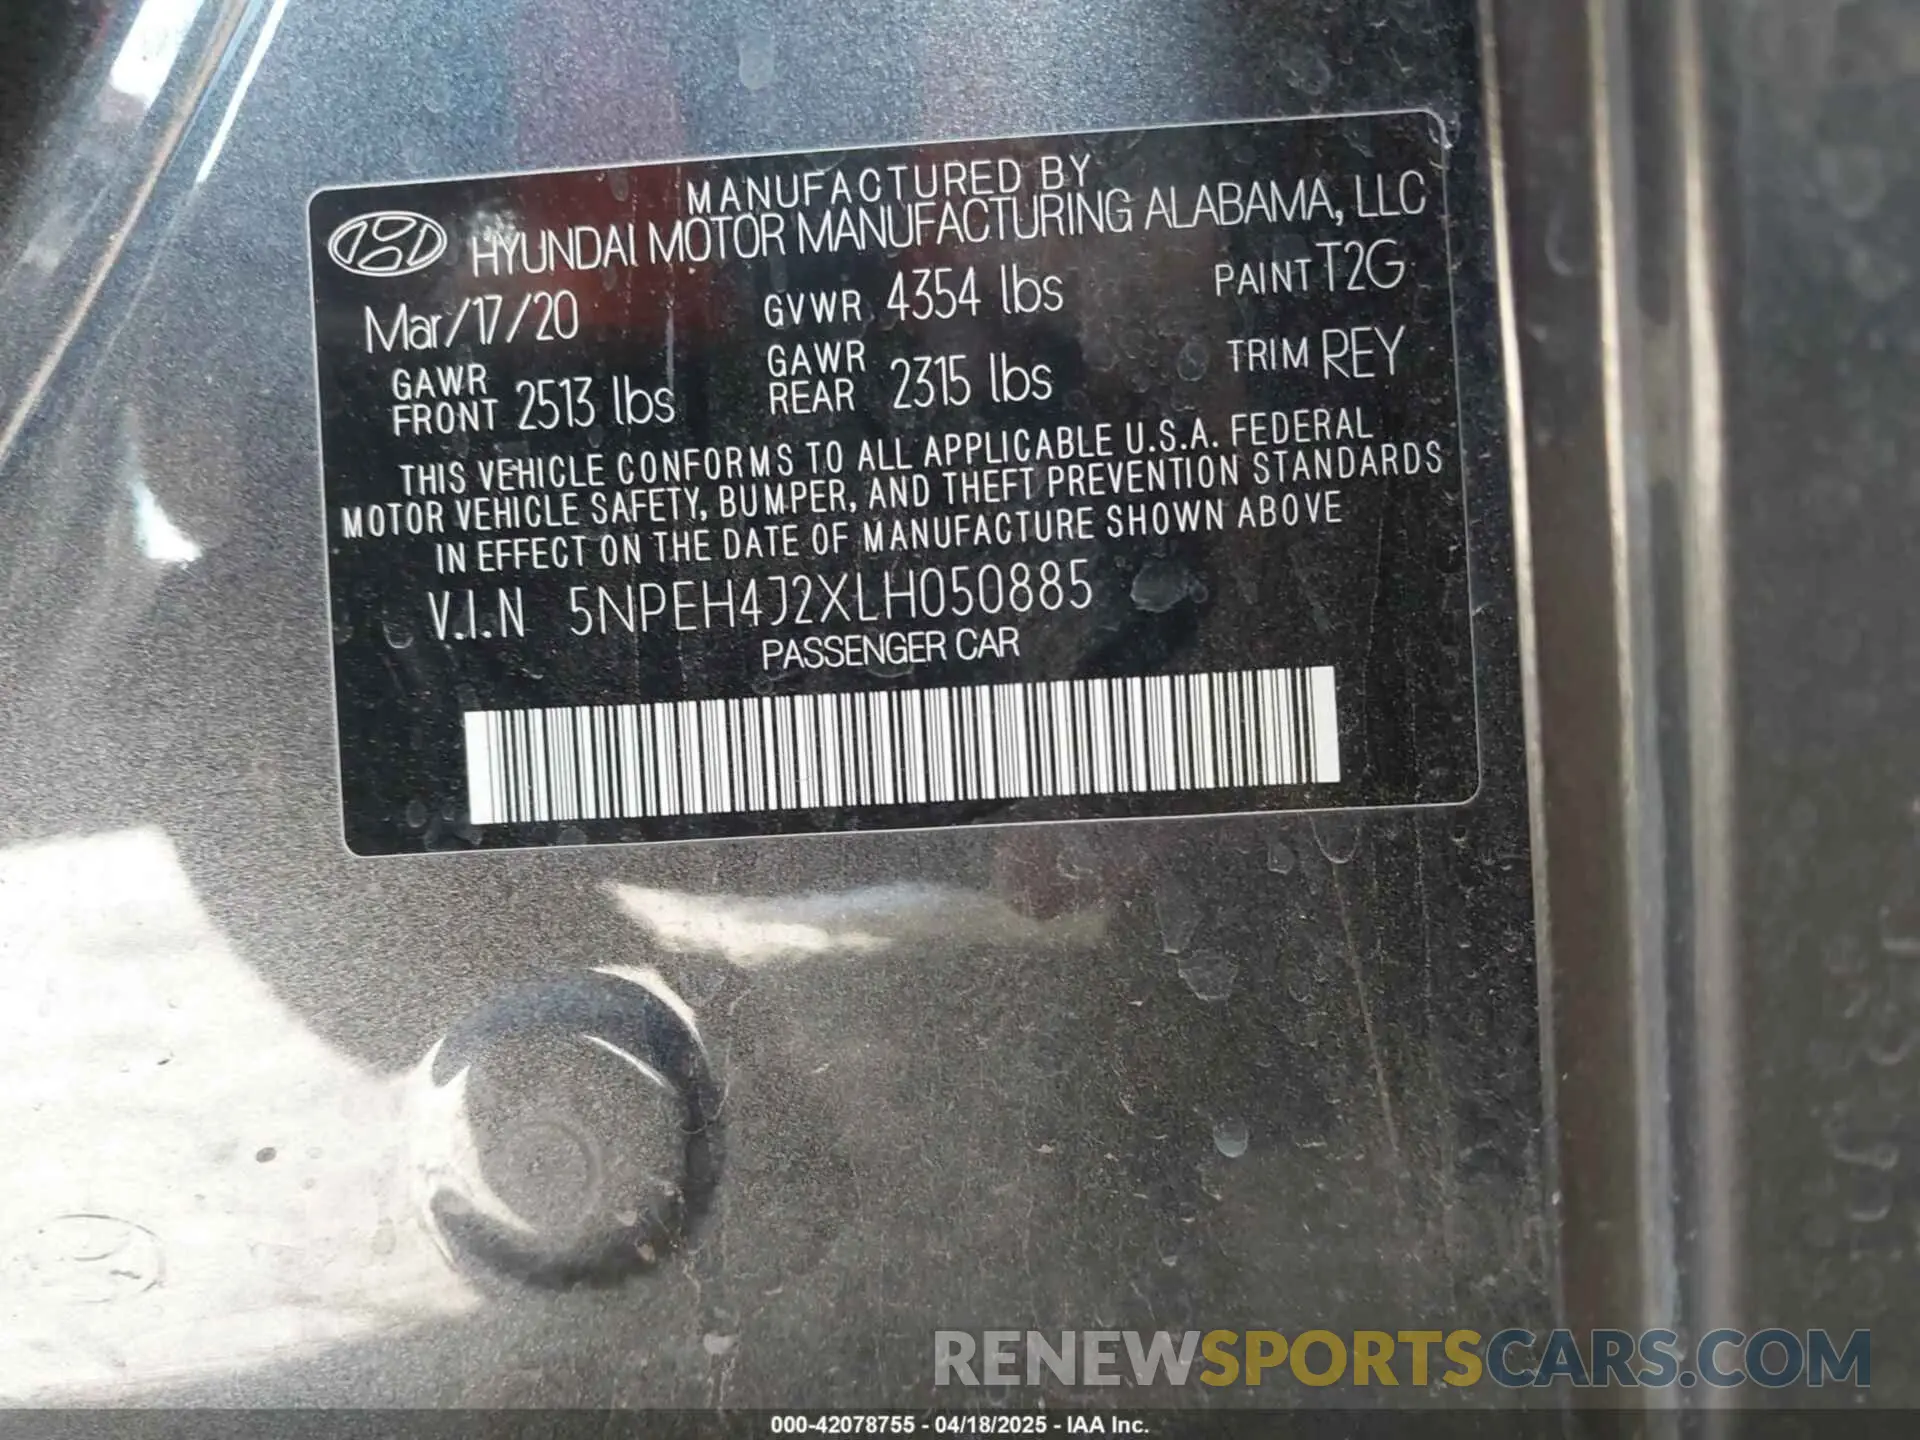 MANUFACTURED BY
HYUNDAI MOTOR MANUFACTURING ALABAMA, LLC
Mar/17/20 GVWR 4354 lbs PAINT T2G
GAWR FRONT 2513 lbs GAWR REAR 2315 lbs TRIM REY
THIS VEHICLE CONFORMS TO ALL APPLICABLE U.S.A. FEDERAL
MOTOR VEHICLE SAFETY, BUMPER, AND THEFT PREVENTION STANDARDS
IN EFFECT ON THE DATE OF MANUFACTURE SHOWN ABOVE
V.I.N 5NPEH4J2XLH050885
PASSENGER CAR
RENEWSPORTSCARS.COM
000-42078755 - 04/18/2025 - IAA Inc.